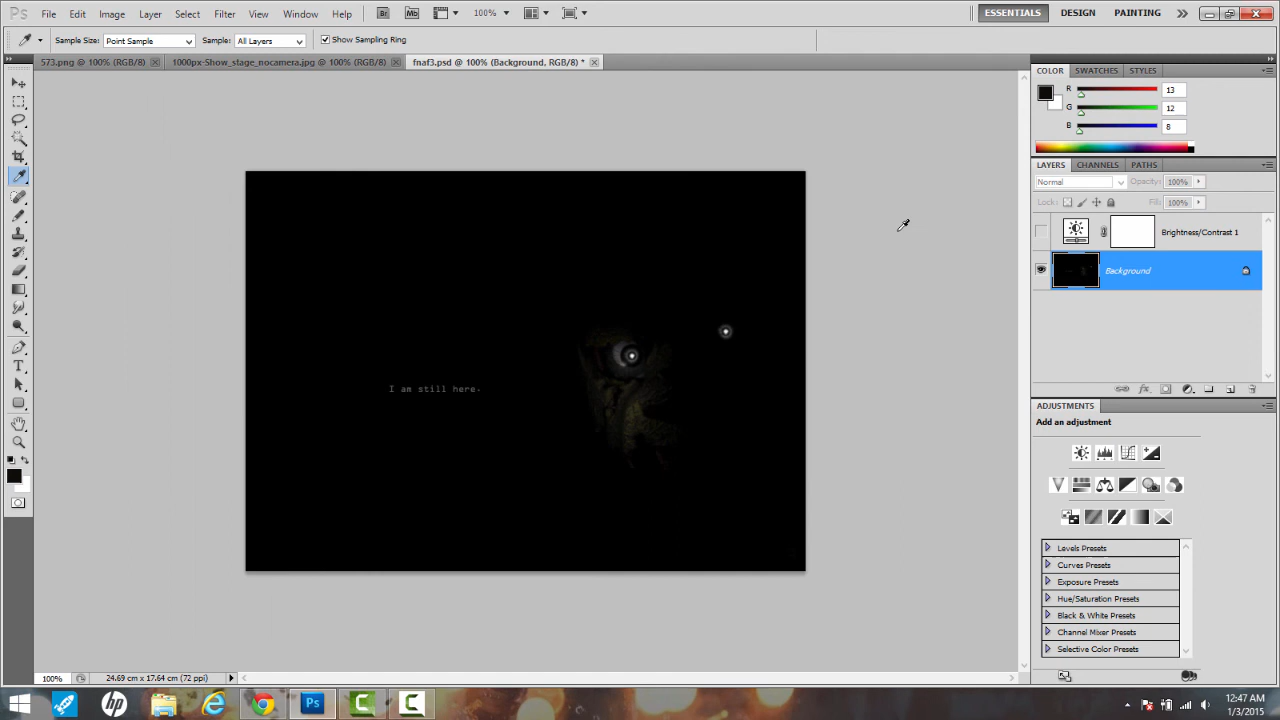 Ps File Edit Image Layer Select Filter View Window Help Br Mb 100% ESSENTIALS DESIGN PAINTING
Sample Size: Point Sample Sample: All Layers Show Sampling Ring
573.png @ 100% (RGB/8) 1000px-Show_stage_nocamera.jpg @ 100% (RGB/8) fnaf3.psd @ 100% (Background, RGB/8) *
COLOR SWATCHES STYLES
R 13
G 12
B 8
LAYERS CHANNELS PATHS
Normal Opacity: 100%
Lock: Fill: 100%
Brightness/Contrast 1
Background
I am still here.
ADJUSTMENTS
Add an adjustment
Levels Presets
Curves Presets
Exposure Presets
Hue/Saturation Presets
Black & White Presets
Channel Mixer Presets
Selective Color Presets
100% 24.69 cm x 17.64 cm (72 ppi)
hp Ps
12:47 AM
1/3/2015